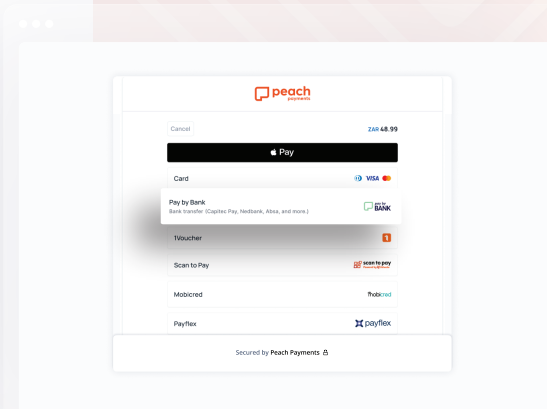 peach
payments
Cancel
ZAR 48.99
Pay
Card
VISA
Pay by Bank
Bank transfer (Capitec Pay, Nedbank, Absa, and more.)
pay by
BANK
1Voucher
1
Scan to Pay
scan to pay
Mobicred
mobicred
Payflex
payflex
Secured by Peach Payments